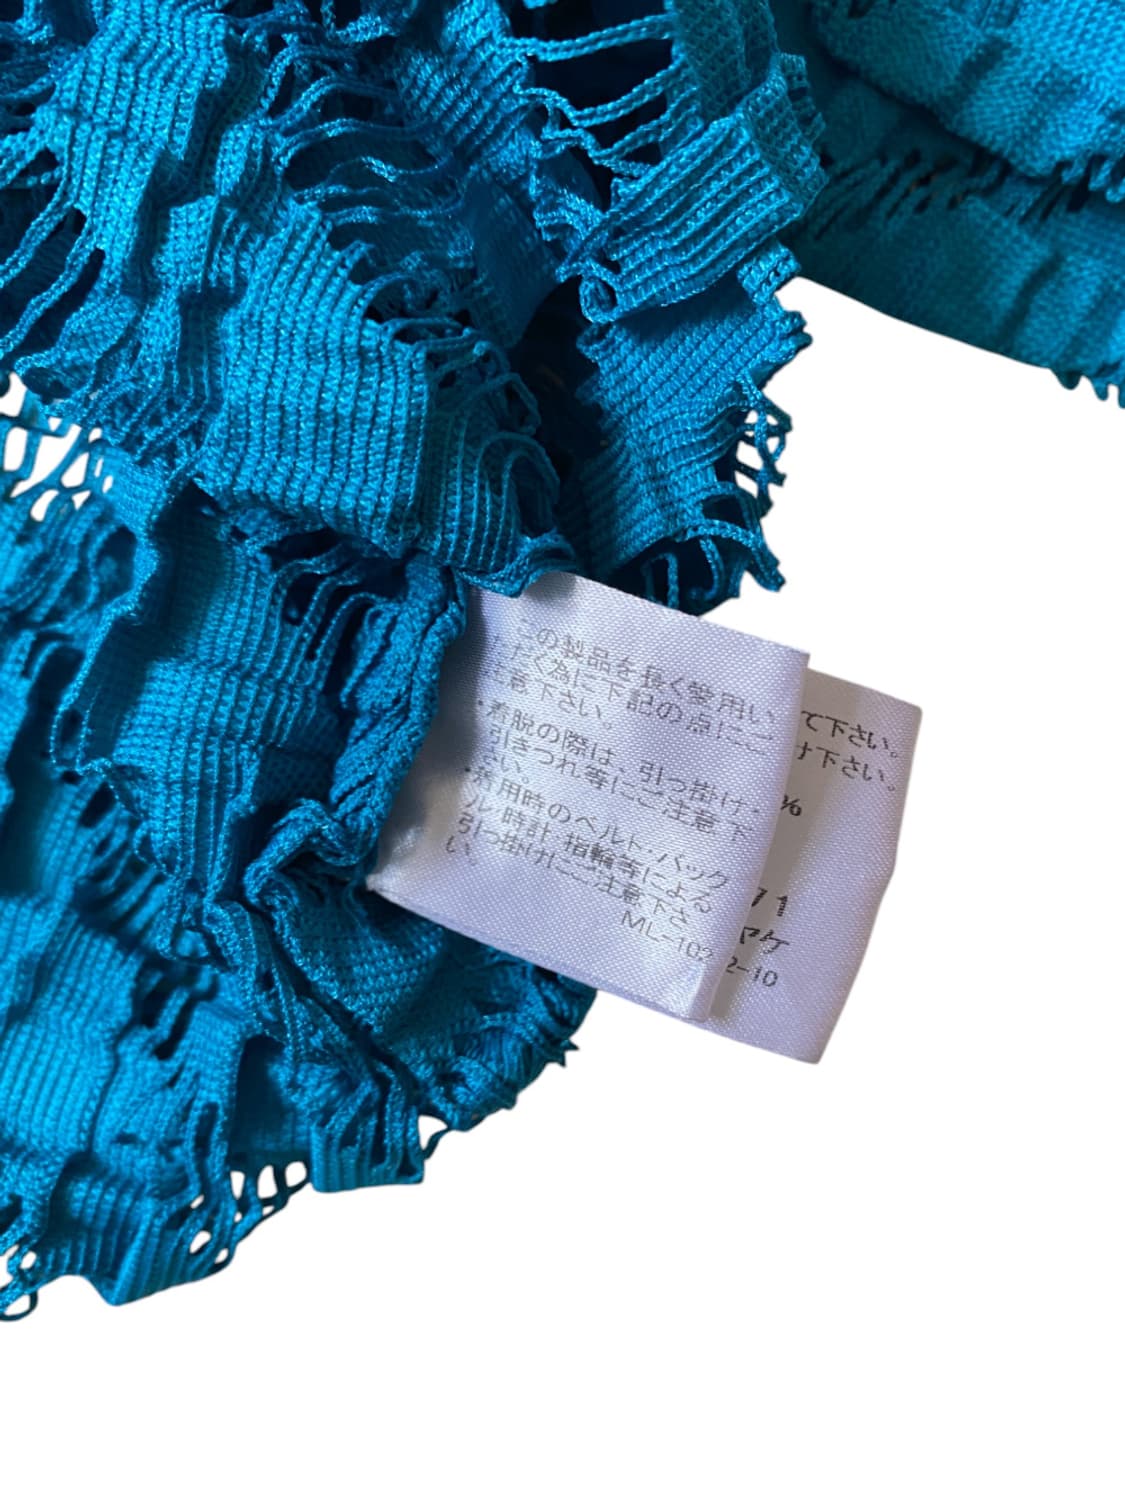 この製品を長く愛用い
ただく為に下記の点にご
注意下さい。
・着脱の際は、引っ掛け・
引きつれ等にご注意下
さい。
・着用時のベルト・バック
ル・時計・指輪等による
引っ掛けにご注意下さ
い。
ML-102
て下さい。
け下さい。
%
71
ヤケ
2-10